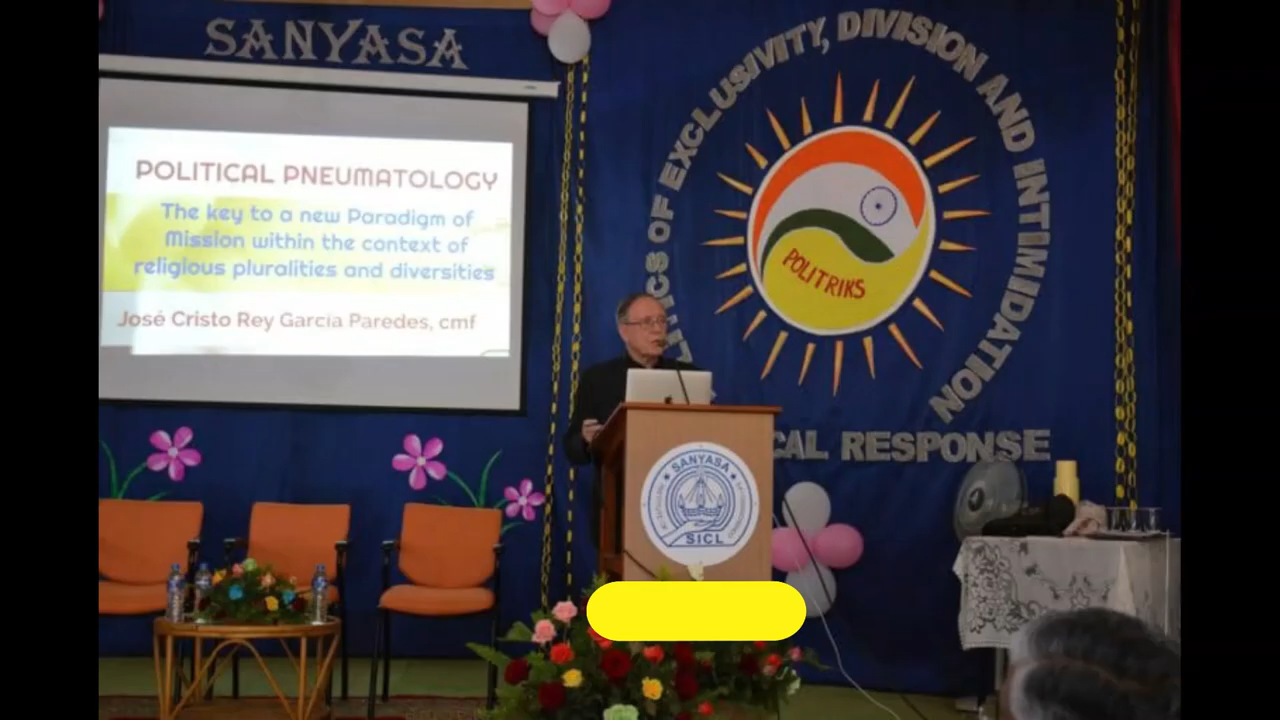 SANYASA
POLITICAL PNEUMATOLOGY
The key to a new Paradigm of
Mission within the context of
religious pluralities and diversities
José Cristo Rey García Paredes, cmf
OF EXCLUSIVITY, DIVISION AND INTIMIDATION
POLITRIKS
RESPONSE
SANYASA
SICL